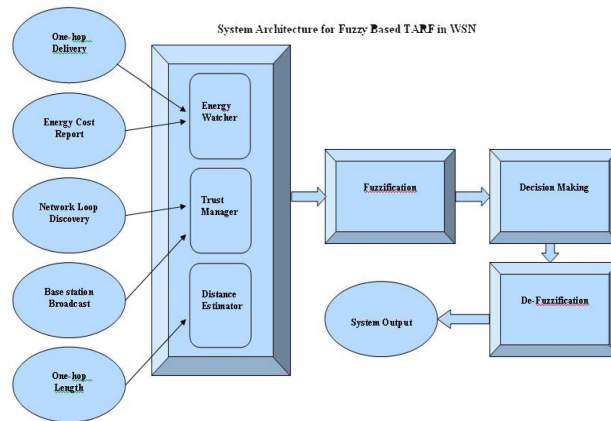 System Architecture for Fuzzy Based TARF in WSN
One-hop
Delivery
Energy Cost
Report
Network Loop
Discovery
Base station
Broadcast
One-hop
Length
Energy
Watcher
Trust
Manager
Distance
Estimator
Fuzzification
Decision Making
De-Fuzzification
System Output